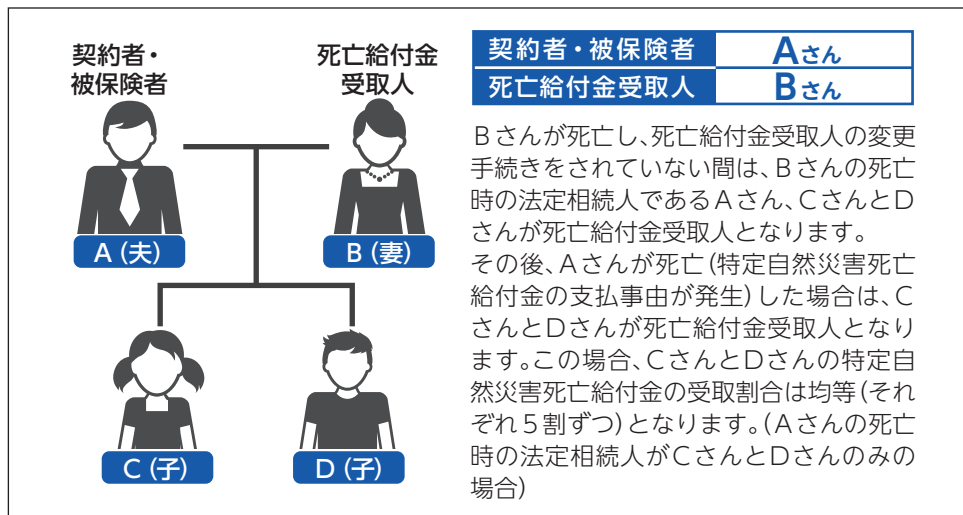 契約者・
被保険者
死亡給付金
受取人
A(夫)
B(妻)
C(子)
D(子)
契約者・被保険者 Aさん
死亡給付金受取人 Bさん
Bさんが死亡し、死亡給付金受取人の変更
手続きをされていない間は、Bさんの死亡
時の法定相続人であるAさん、CさんとD
さんが死亡給付金受取人となります。
その後、Aさんが死亡(特定自然災害死亡
給付金の支払事由が発生)した場合は、C
さんとDさんが死亡給付金受取人となり
ます。この場合、CさんとDさんの特定自
然災害死亡給付金の受取割合は均等(それ
ぞれ5割ずつ)となります。(Aさんの死亡
時の法定相続人がCさんとDさんのみの
場合)